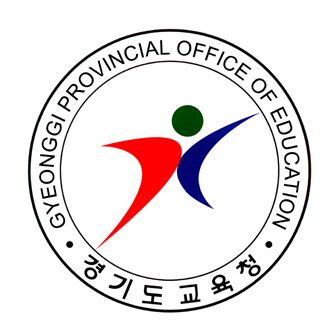 GYEONGGI PROVINCIAL OFFICE OF EDUCATION
경기도교육청